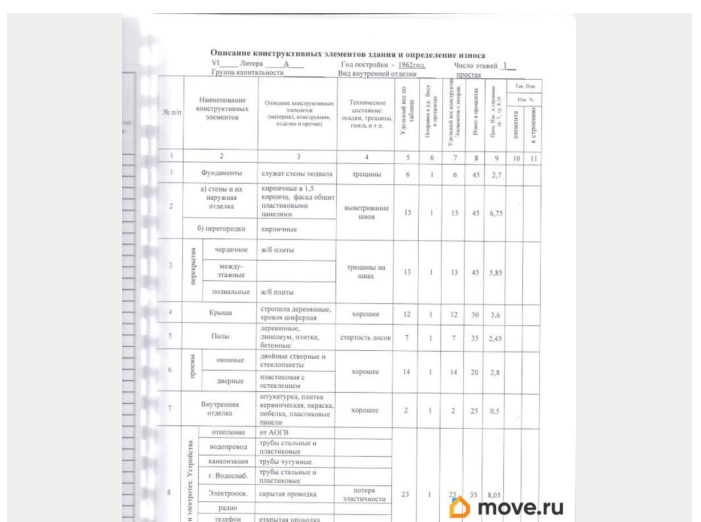 Описание конструктивных элементов здания и определение износа
VI Литера А Год постройки - 1962год. Число этажей 1
Группа капитальности Вид внутренней отделки простая
№ п/п
Наименование
конструктивных
элементов
Описание конструктивных
элементов
(материал, конструкция,
отделка и прочее)
Техническое
состояние
осадки, трещины,
гниль и т.п.
Удельный вес по
таблице
Поправка к уд. Весу
в процентах
Износ в процентах
Тек. Изм
Изн. %
элемента
к строению
1 2 3 4 5 6 7 8 9 10 11
1 Фундаменты служат стены подвала трещины 6 1 6 45 2,7
2
а) стены и их
наружная
отделка
кирпичные в 1,5
кирпича, фасад общит
пластиковыми
панелями
выветривание
швов
15 1 15 45 6,75
б) перегородки кирпичные
3 перекрытия
чердачное ж/б плиты
между-
этажные
трещины на
швах
13 1 13 45 5,85
подвальные ж/б плиты
4 Крыша
стропила деревянные,
кровля шиферная
хорошее 12 1 12 30 3,6
5 Полы
деревянные,
линолеум, плитка,
бетонные
стертость досок 7 1 7 35 2,45
6 проемы
оконные
двойные створные и
стеклопакеты
хорошее 14 1 14 20 2,8
дверные
пластиковая с
остеклением
7
Внутренняя
отделка
штукатурка, плитка
керамическая, окраска,
побелка, пластиковые
панели
хорошее 2 1 2 25 0,5
8 и электротех. Устройства
отопление от АОГВ
водопровод
трубы стальные и
пластиковые
канализация трубы чугунные
г. Водоснаб.
трубы стальные и
пластиковые
Электроосв. скрытая проводка
потеря
эластичности
23 1 23 35 8,05
радио
телефон открытая проводка
move.ru